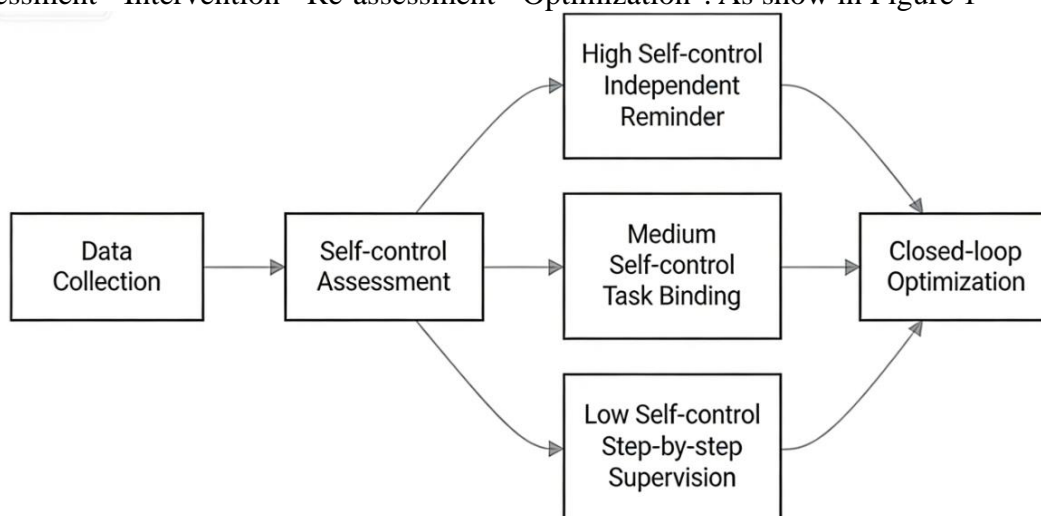 Intervention Re-assessment Optimization". As show in Figure 1
High Self-control
Independent
Reminder
Data
Collection
Self-control
Assessment
Medium
Self-control
Task Binding
Closed-loop
Optimization
Low Self-control
Step-by-step
Supervision